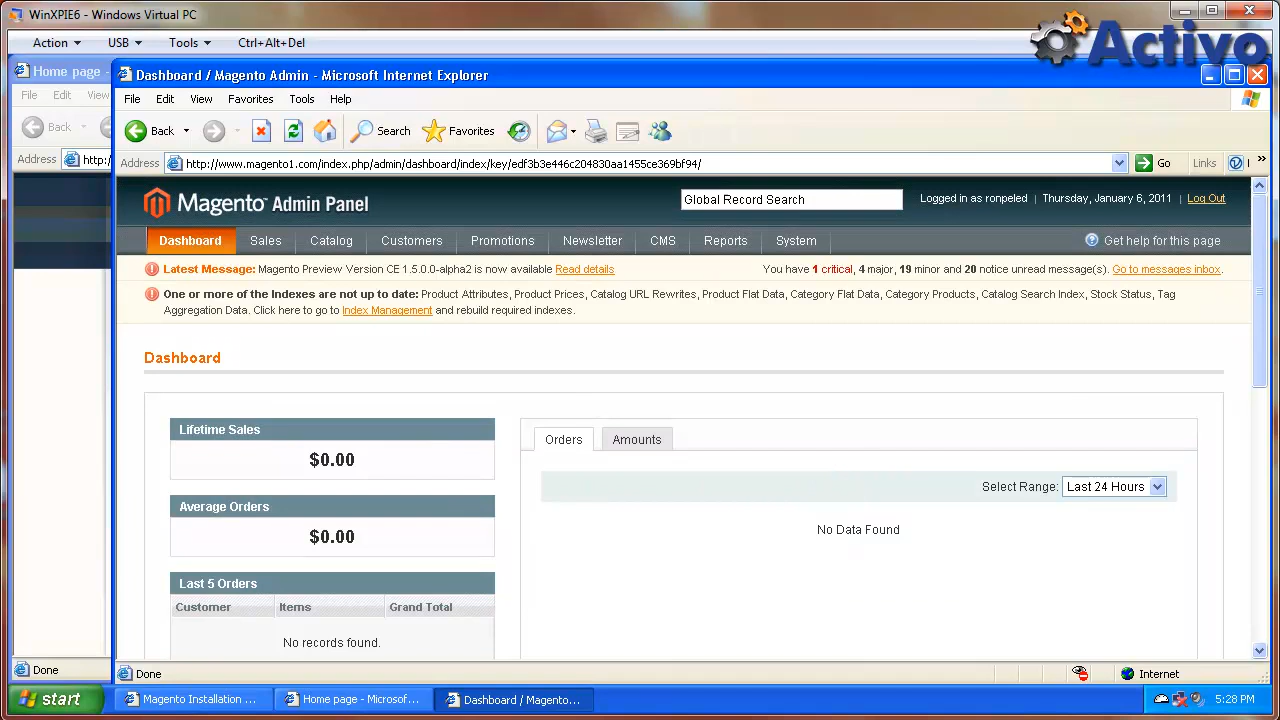 WinXPIE6 - Windows Virtual PC
Action USB Tools Ctrl+Alt+Del
Activo
Home page -
Dashboard / Magento Admin - Microsoft Internet Explorer
File Edit View
File Edit View Favorites Tools Help
Back
Back Search Favorites
Address http:
Address http://www.magento1.com/index.php/admin/dashboard/index/key/edf3b3e446c204830aa1455ce369bf94/ Go Links »
Magento Admin Panel
Global Record Search
Logged in as ronpeled | Thursday, January 6, 2011 | Log Out
Dashboard Sales Catalog Customers Promotions Newsletter CMS Reports System Get help for this page
Latest Message: Magento Preview Version CE 1.5.0.0-alpha2 is now available Read details
You have 1 critical, 4 major, 19 minor and 20 notice unread message(s). Go to messages inbox.
One or more of the Indexes are not up to date: Product Attributes, Product Prices, Catalog URL Rewrites, Product Flat Data, Category Flat Data, Category Products, Catalog Search Index, Stock Status, Tag
Aggregation Data. Click here to go to Index Management and rebuild required indexes.
Dashboard
Lifetime Sales
$0.00
Average Orders
$0.00
Last 5 Orders
Customer Items Grand Total
No records found.
Orders Amounts
Select Range: Last 24 Hours
No Data Found
Done
Done Internet
start Magento Installation ... Home page - Microsof... Dashboard / Magento... 5:28 PM